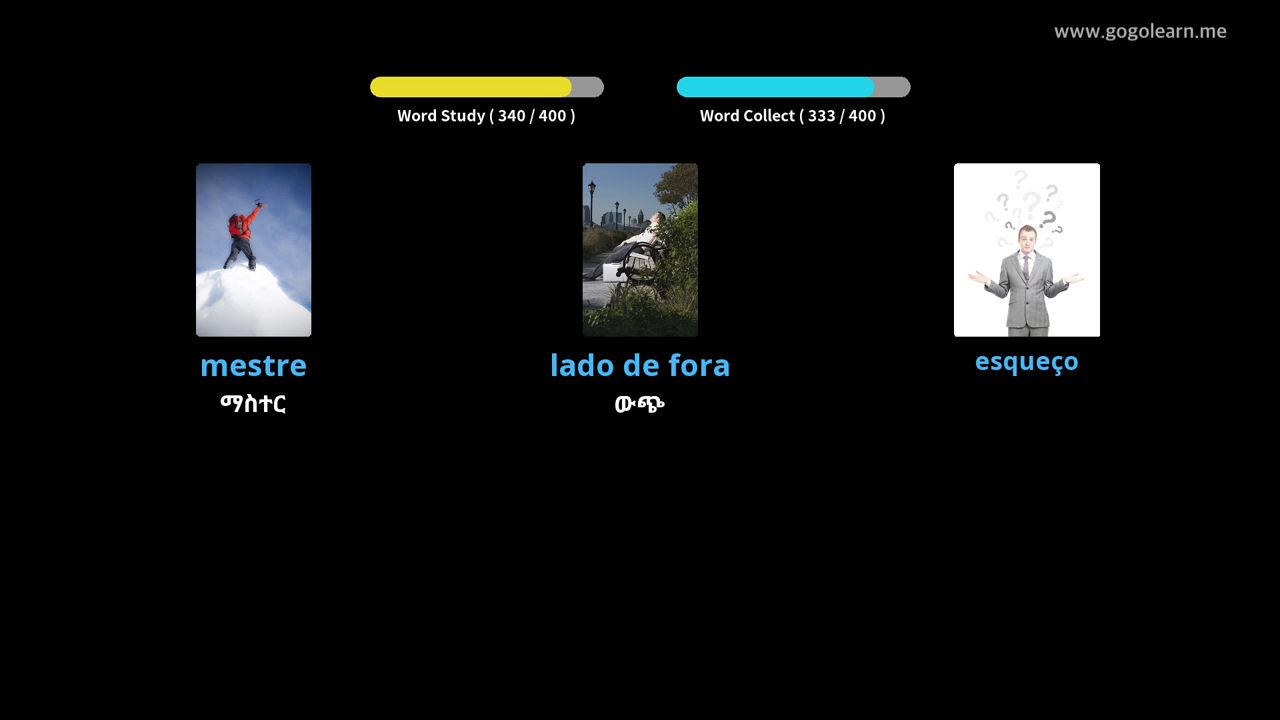 www.gogolearn.me
Word Study ( 340 / 400 )
Word Collect ( 333 / 400 )
mestre
lado de fora
esqueço
ማስተር
ውጭ